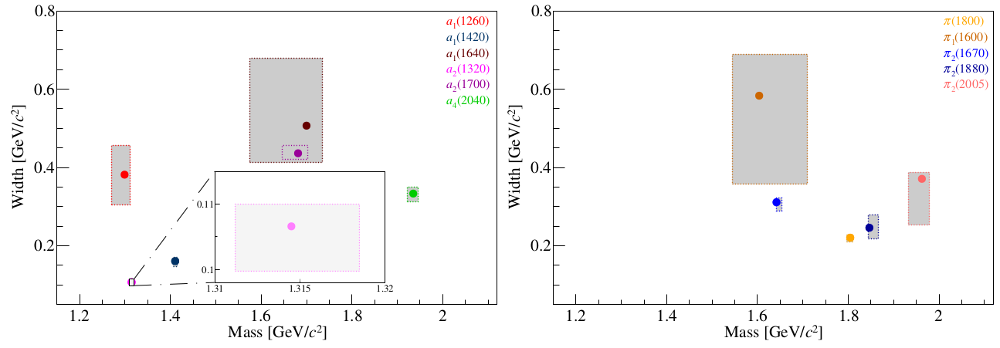 0.8
0.6
0.4
0.2
Width [GeV/c²]
1.2 1.4 1.6 1.8 2
Mass [GeV/c²]
a₁(1260)
a₁(1420)
a₁(1640)
a₂(1320)
a₂(1700)
a₄(2040)
0.11
0.1
1.31 1.315 1.32
0.8
0.6
0.4
0.2
Width [GeV/c²]
1.2 1.4 1.6 1.8 2
Mass [GeV/c²]
π(1800)
π₁(1600)
π₂(1670)
π₂(1880)
π₂(2005)